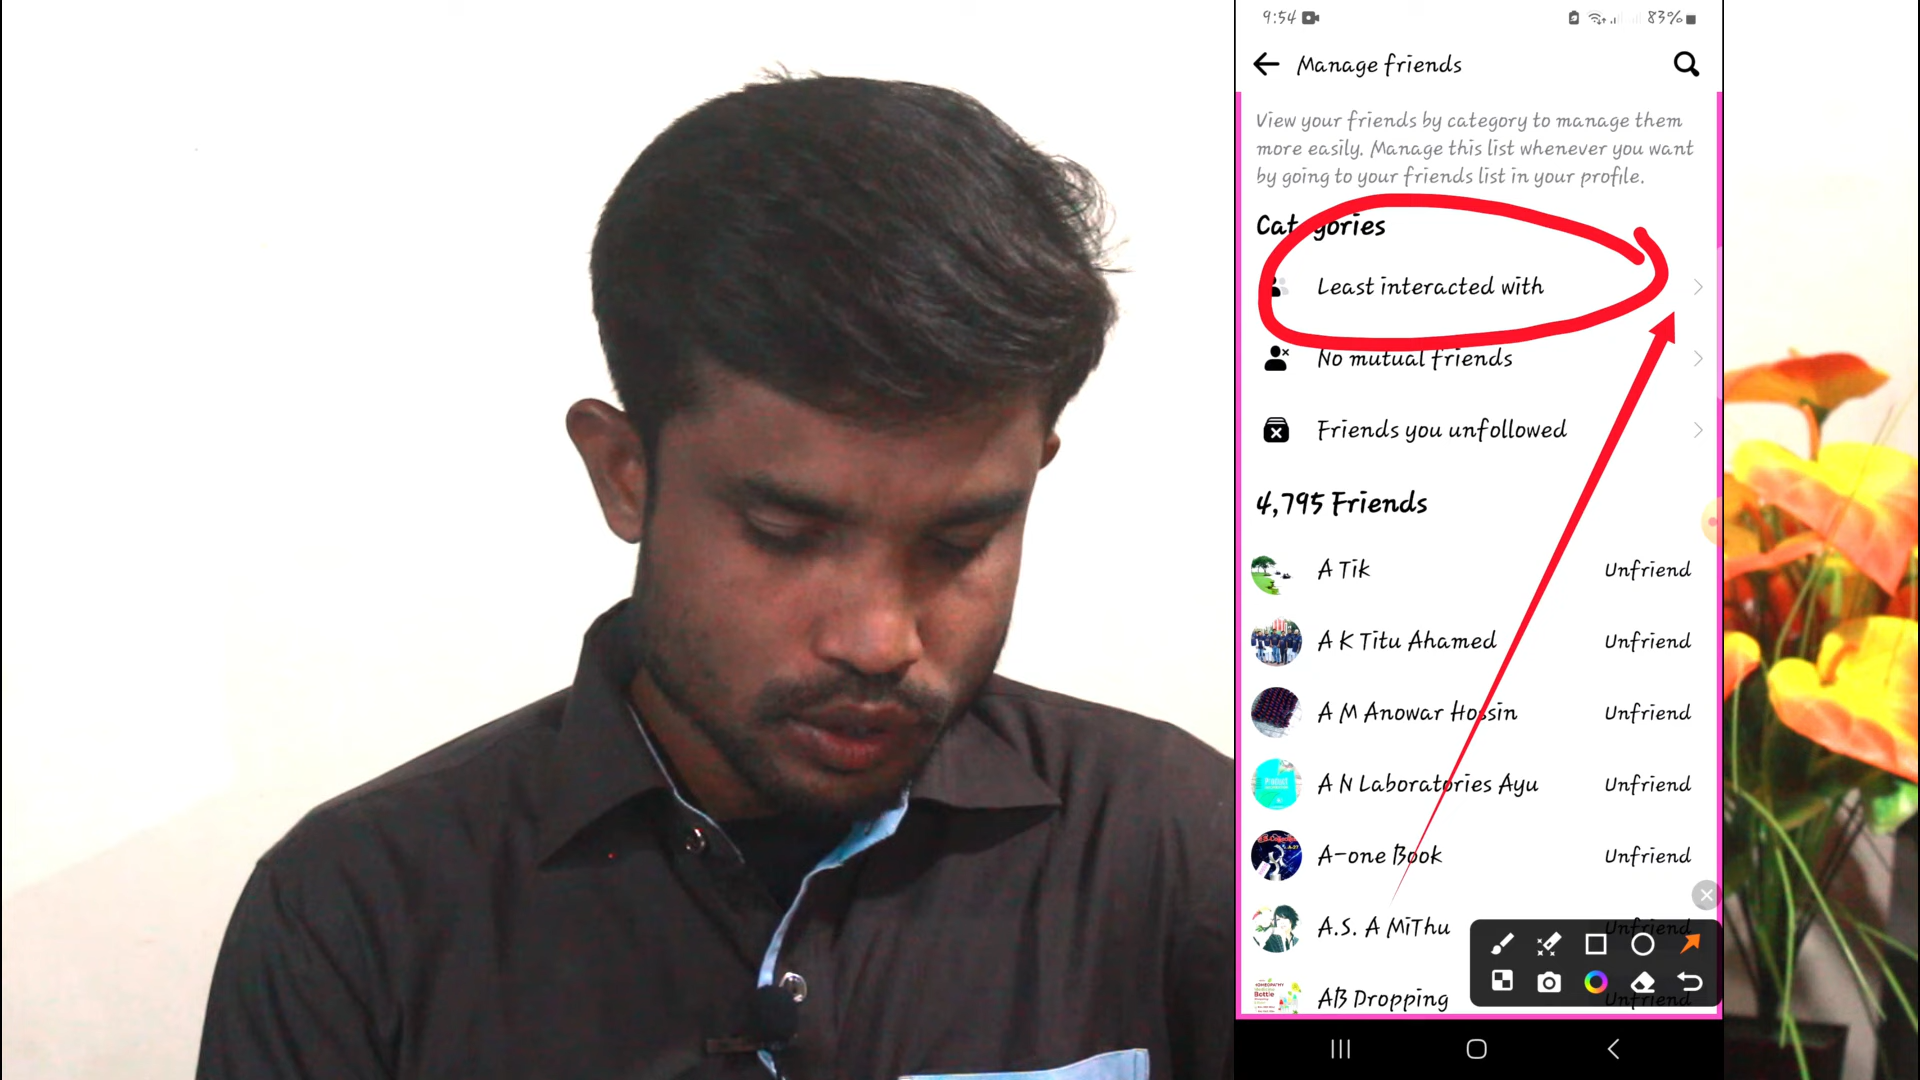 9:54
83%
Manage friends
View your friends by category to manage them
more easily. Manage this list whenever you want
by going to your friends list in your profile.
Categories
Least interacted with
No mutual friends
Friends you unfollowed
4,795 Friends
A Tik Unfriend
A K Titu Ahamed Unfriend
A M Anowar Hossin Unfriend
A N Laboratories Ayu Unfriend
A-one Book Unfriend
A.S. A MiThu Unfriend
AB Dropping Unfriend